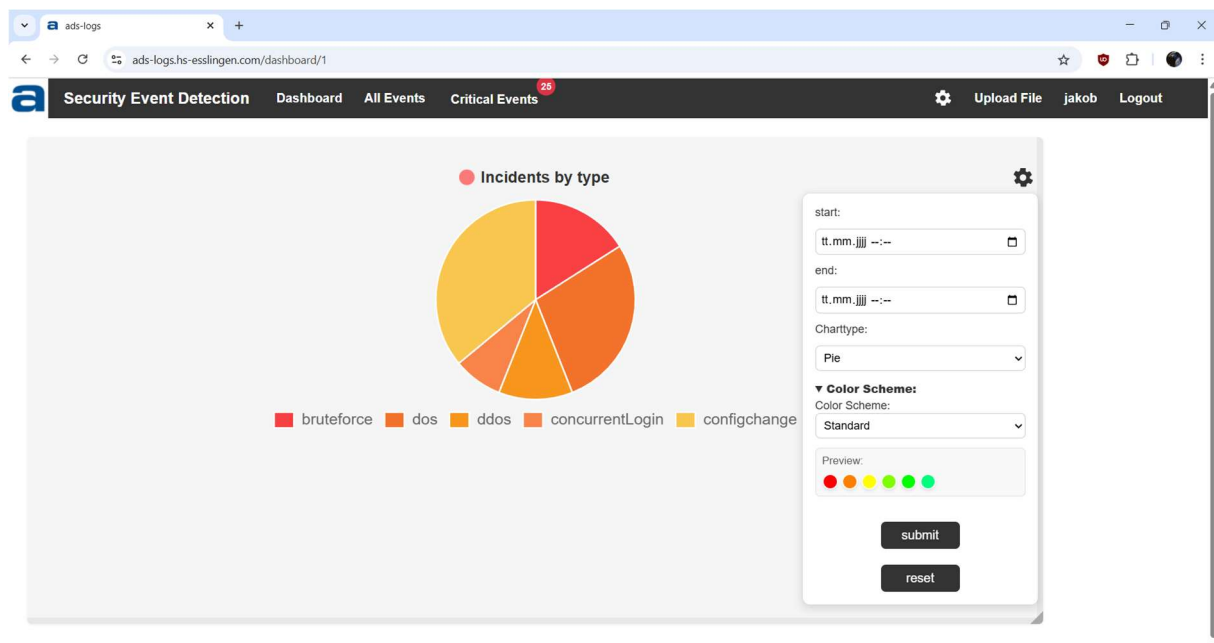 ads-logs
ads-logs.hs-esslingen.com/dashboard/1
a Security Event Detection Dashboard All Events Critical Events 25 Upload File jakob Logout
Incidents by type
bruteforce dos ddos concurrentLogin configchange
start:
tt.mm.jjjj --:--
end:
tt.mm.jjjj --:--
Charttype:
Pie
▼ Color Scheme:
Color Scheme:
Standard
Preview:
submit
reset